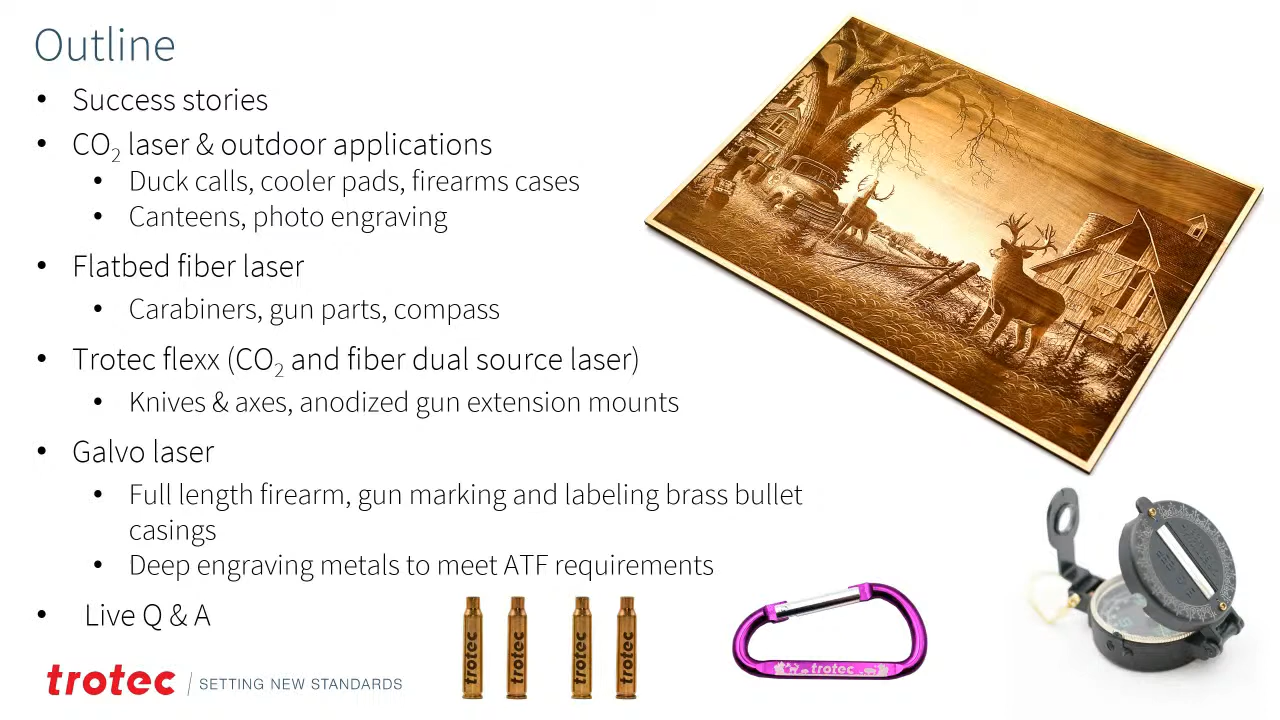 Outline
• Success stories
• CO₂ laser & outdoor applications
• Duck calls, cooler pads, firearms cases
• Canteens, photo engraving
• Flatbed fiber laser
• Carabiners, gun parts, compass
• Trotec flexx (CO₂ and fiber dual source laser)
• Knives & axes, anodized gun extension mounts
• Galvo laser
• Full length firearm, gun marking and labeling brass bullet
casings
• Deep engraving metals to meet ATF requirements
• Live Q & A
trotec | SETTING NEW STANDARDS
trotec
trotec
trotec
trotec
trotec